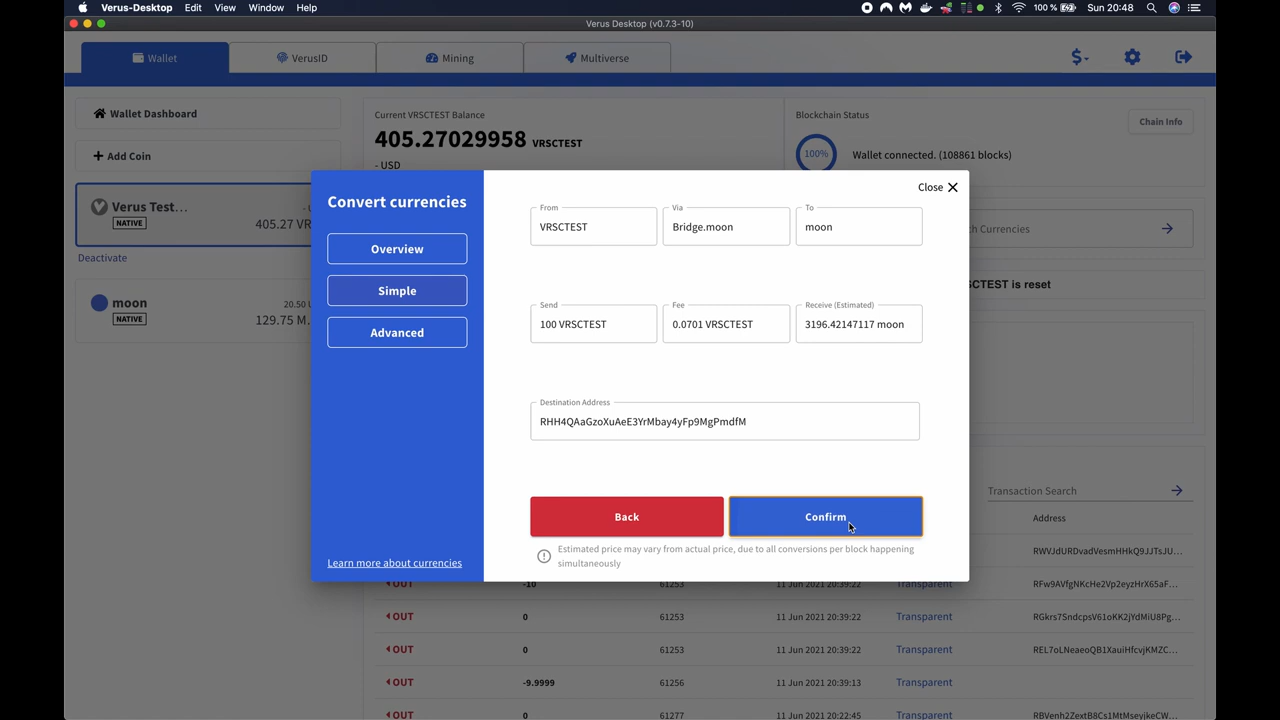 Verus-Desktop Edit View Window Help
100 % Sun 20:48
Verus Desktop (v0.7.3-10)
Wallet VerusID Mining Multiverse
$
Wallet Dashboard
Add Coin
Verus Test...
NATIVE
405.27 VR
Deactivate
moon
NATIVE
20.50
129.75 M.
Current VRSCTEST Balance
405.27029958 VRSCTEST
- USD
Blockchain Status
Chain Info
100%
Wallet connected. (108861 blocks)
ch Currencies
SCTEST is reset
Convert currencies
Overview
Simple
Advanced
Learn more about currencies
Close
From Via To
VRSCTEST Bridge.moon moon
Send Fee Receive (Estimated)
100 VRSCTEST 0.0701 VRSCTEST 3196.42147117 moon
Destination Address
RHH4QAaGzoXuAeE3YrMbay4yFp9MgPmdfM
Back Confirm
Estimated price may vary from actual price, due to all conversions per block happening
simultaneously
Transaction Search
Address
RWVJdURDvadVesmHHkQ9JJTsJU...
OUT -10 61253 11 Jun 2021 20:39:22 Transparent RFw9AVfgNKcHe2Vp2eyzHrX65aF...
OUT 0 61253 11 Jun 2021 20:39:22 Transparent RGkrs7SndcpsV61oKK2jYdMiU8Pg...
OUT 0 61253 11 Jun 2021 20:39:22 Transparent REL7oLNeaeoQB1XauiHfcvjKMZC...
OUT -9.9999 61256 11 Jun 2021 20:39:13 Transparent
OUT 0 61277 11 Jun 2021 20:22:45 Transparent RBVenh2ZextB8Cs1MtMseyjkeCW...